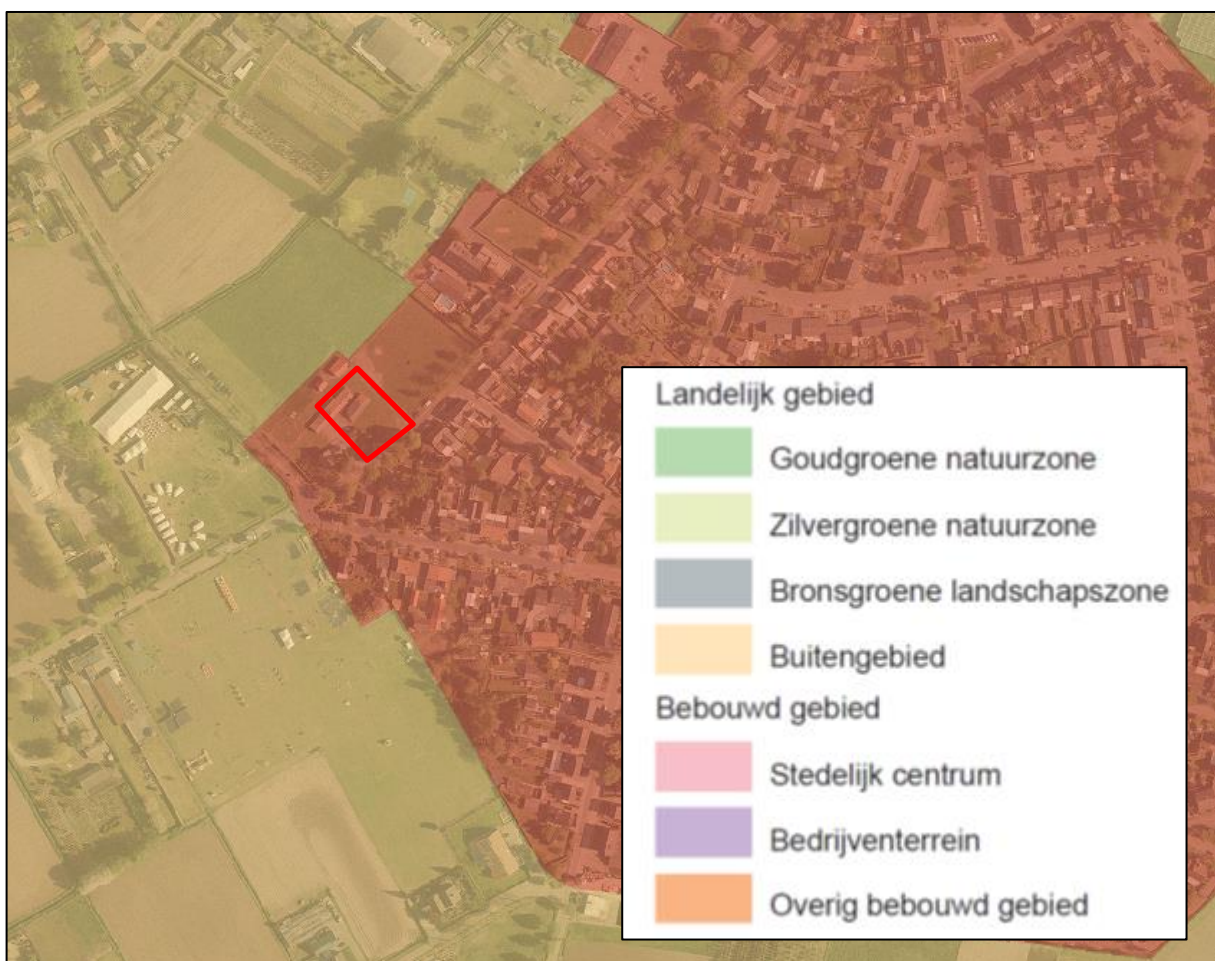 Landelijk gebied
Goudgroene natuurzone
Zilvergroene natuurzone
Bronsgroene landschapszone
Buitengebied
Bebouwd gebied
Stedelijk centrum
Bedrijventerrein
Overig bebouwd gebied